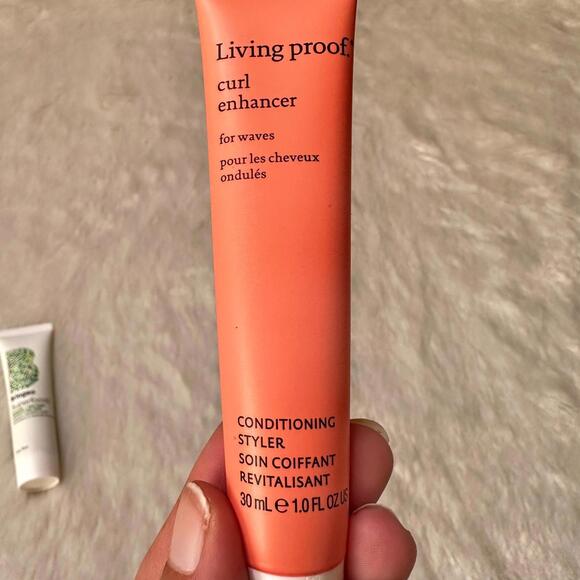 Living proof.
curl
enhancer
for waves
pour les cheveux
ondulés
CONDITIONING
STYLER
SOIN COIFFANT
REVITALISANT
30 mL e 1.0 FL OZ US